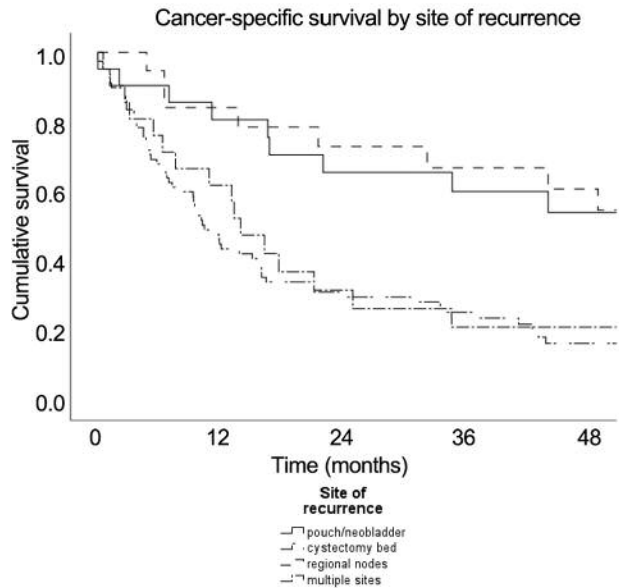 Cancer-specific survival by site of recurrence
1.0
0.8
0.6
0.4
0.2
0.0
Cumulative survival
0 12 24 36 48
Time (months)
Site of
recurrence
pouch/neobladder
cystectomy bed
regional nodes
multiple sites